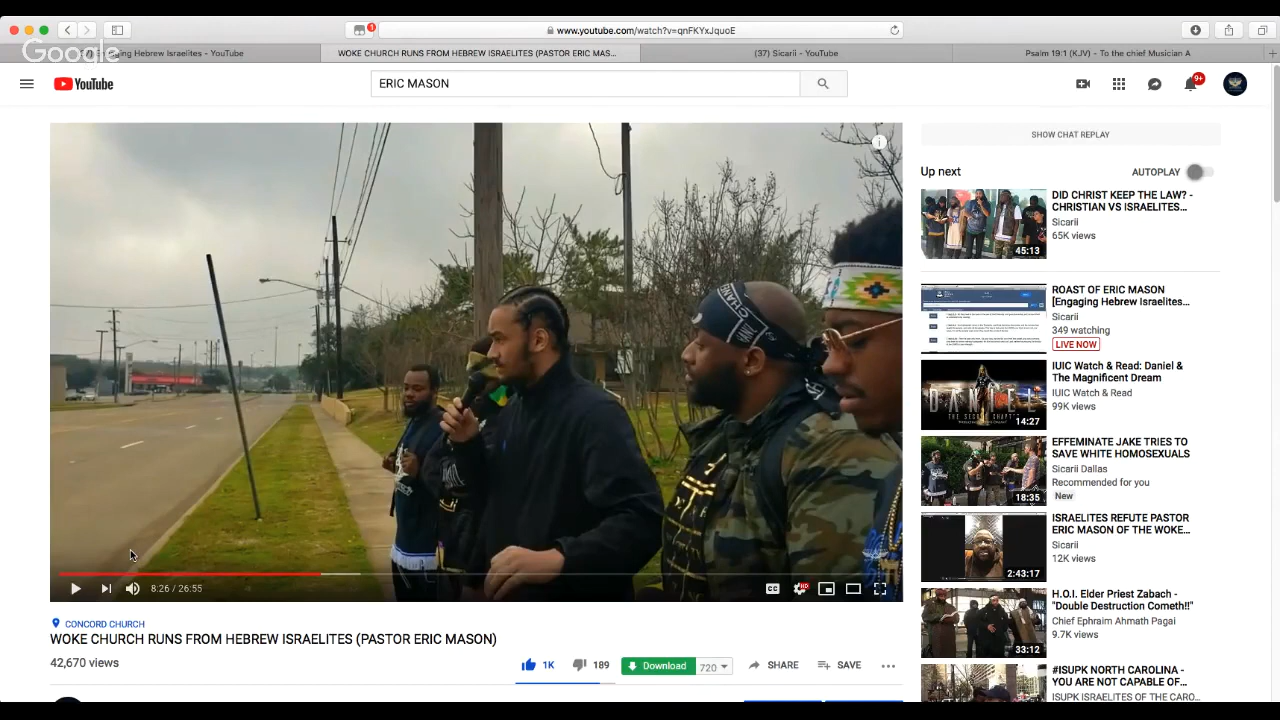 www.youtube.com/watch?v=qnFKYxJquoE
Engaging Hebrew Israelites - YouTube
WOKE CHURCH RUNS FROM HEBREW ISRAELITES (PASTOR ERIC MAS...
(37) Sicarii - YouTube
Psalm 19:1 (KJV) - To the chief Musician A
Google
YouTube
ERIC MASON
9+
SHOW CHAT REPLAY
Up next
AUTOPLAY
DID CHRIST KEEP THE LAW? -
CHRISTIAN VS ISRAELITES...
Sicarii
65K views
45:13
ROAST OF ERIC MASON
[Engaging Hebrew Israelites...
Sicarii
349 watching
LIVE NOW
IUIC Watch & Read: Daniel &
The Magnificent Dream
IUIC Watch & Read
99K views
14:27
EFFEMINATE JAKE TRIES TO
SAVE WHITE HOMOSEXUALS
Sicarii Dallas
Recommended for you
New
18:35
ISRAELITES REFUTE PASTOR
ERIC MASON OF THE WOKE...
Sicarii
12K views
2:43:17
H.O.I. Elder Priest Zabach -
"Double Destruction Cometh!!"
Chief Ephraim Ahmath Pagai
9.7K views
33:12
#ISUPK NORTH CAROLINA -
YOU ARE NOT CAPABLE OF...
ISUPK ISRAELITES OF THE CARO...
8:26 / 26:55
CC
HD
CONCORD CHURCH
WOKE CHURCH RUNS FROM HEBREW ISRAELITES (PASTOR ERIC MASON)
42,670 views
1K
189
Download
720
SHARE
SAVE